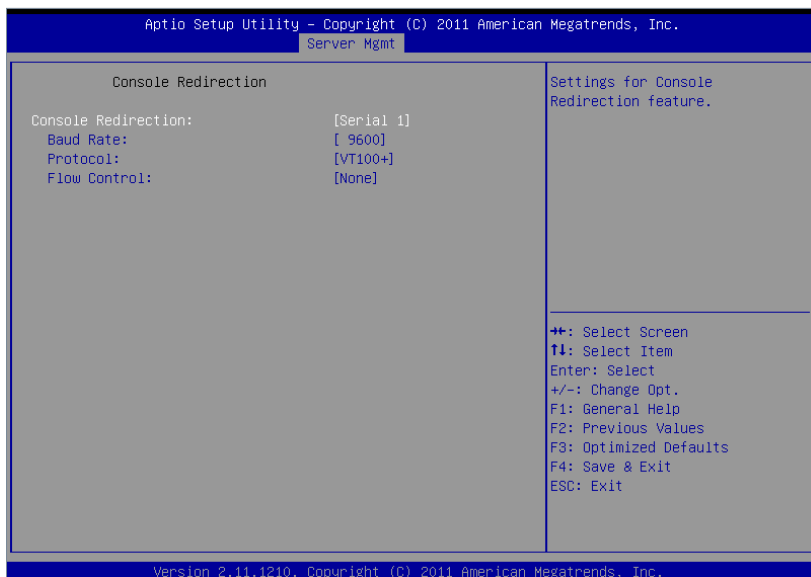 Aptio Setup Utility – Copyright (C) 2011 American Megatrends, Inc.
Server Mgmt
Console Redirection
Console Redirection: [Serial 1]
Baud Rate: [ 9600]
Protocol: [VT100+]
Flow Control: [None]
Settings for Console
Redirection feature.
→←: Select Screen
↑↓: Select Item
Enter: Select
+/-: Change Opt.
F1: General Help
F2: Previous Values
F3: Optimized Defaults
F4: Save & Exit
ESC: Exit
Version 2.11.1210. Copyright (C) 2011 American Megatrends, Inc.